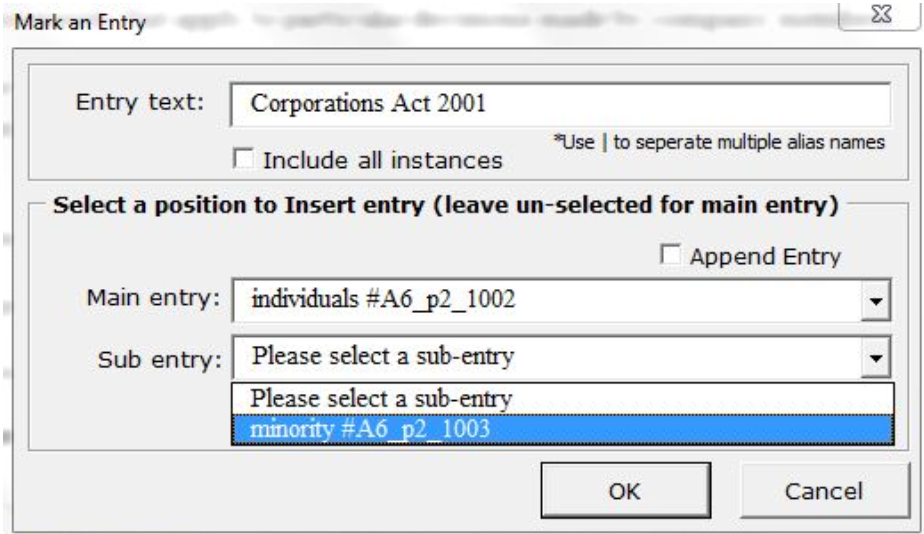 Mark an Entry
Entry text: Corporations Act 2001
Include all instances *Use | to seperate multiple alias names
Select a position to Insert entry (leave un-selected for main entry)
Append Entry
Main entry: individuals #A6_p2_1002
Sub entry: Please select a sub-entry
Please select a sub-entry
minority #A6_p2_1003
OK Cancel